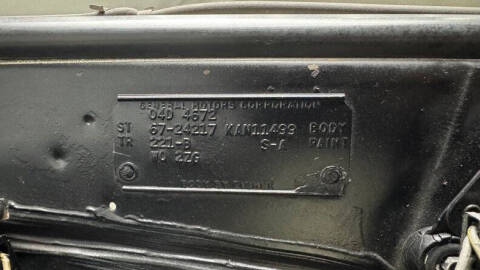 GENERAL MOTORS CORPORATION
04D 4672
ST 67-24217 KAN11499 BODY
TR 221-B S-A PAINT
WO 2ZG
BODY BY FISHER